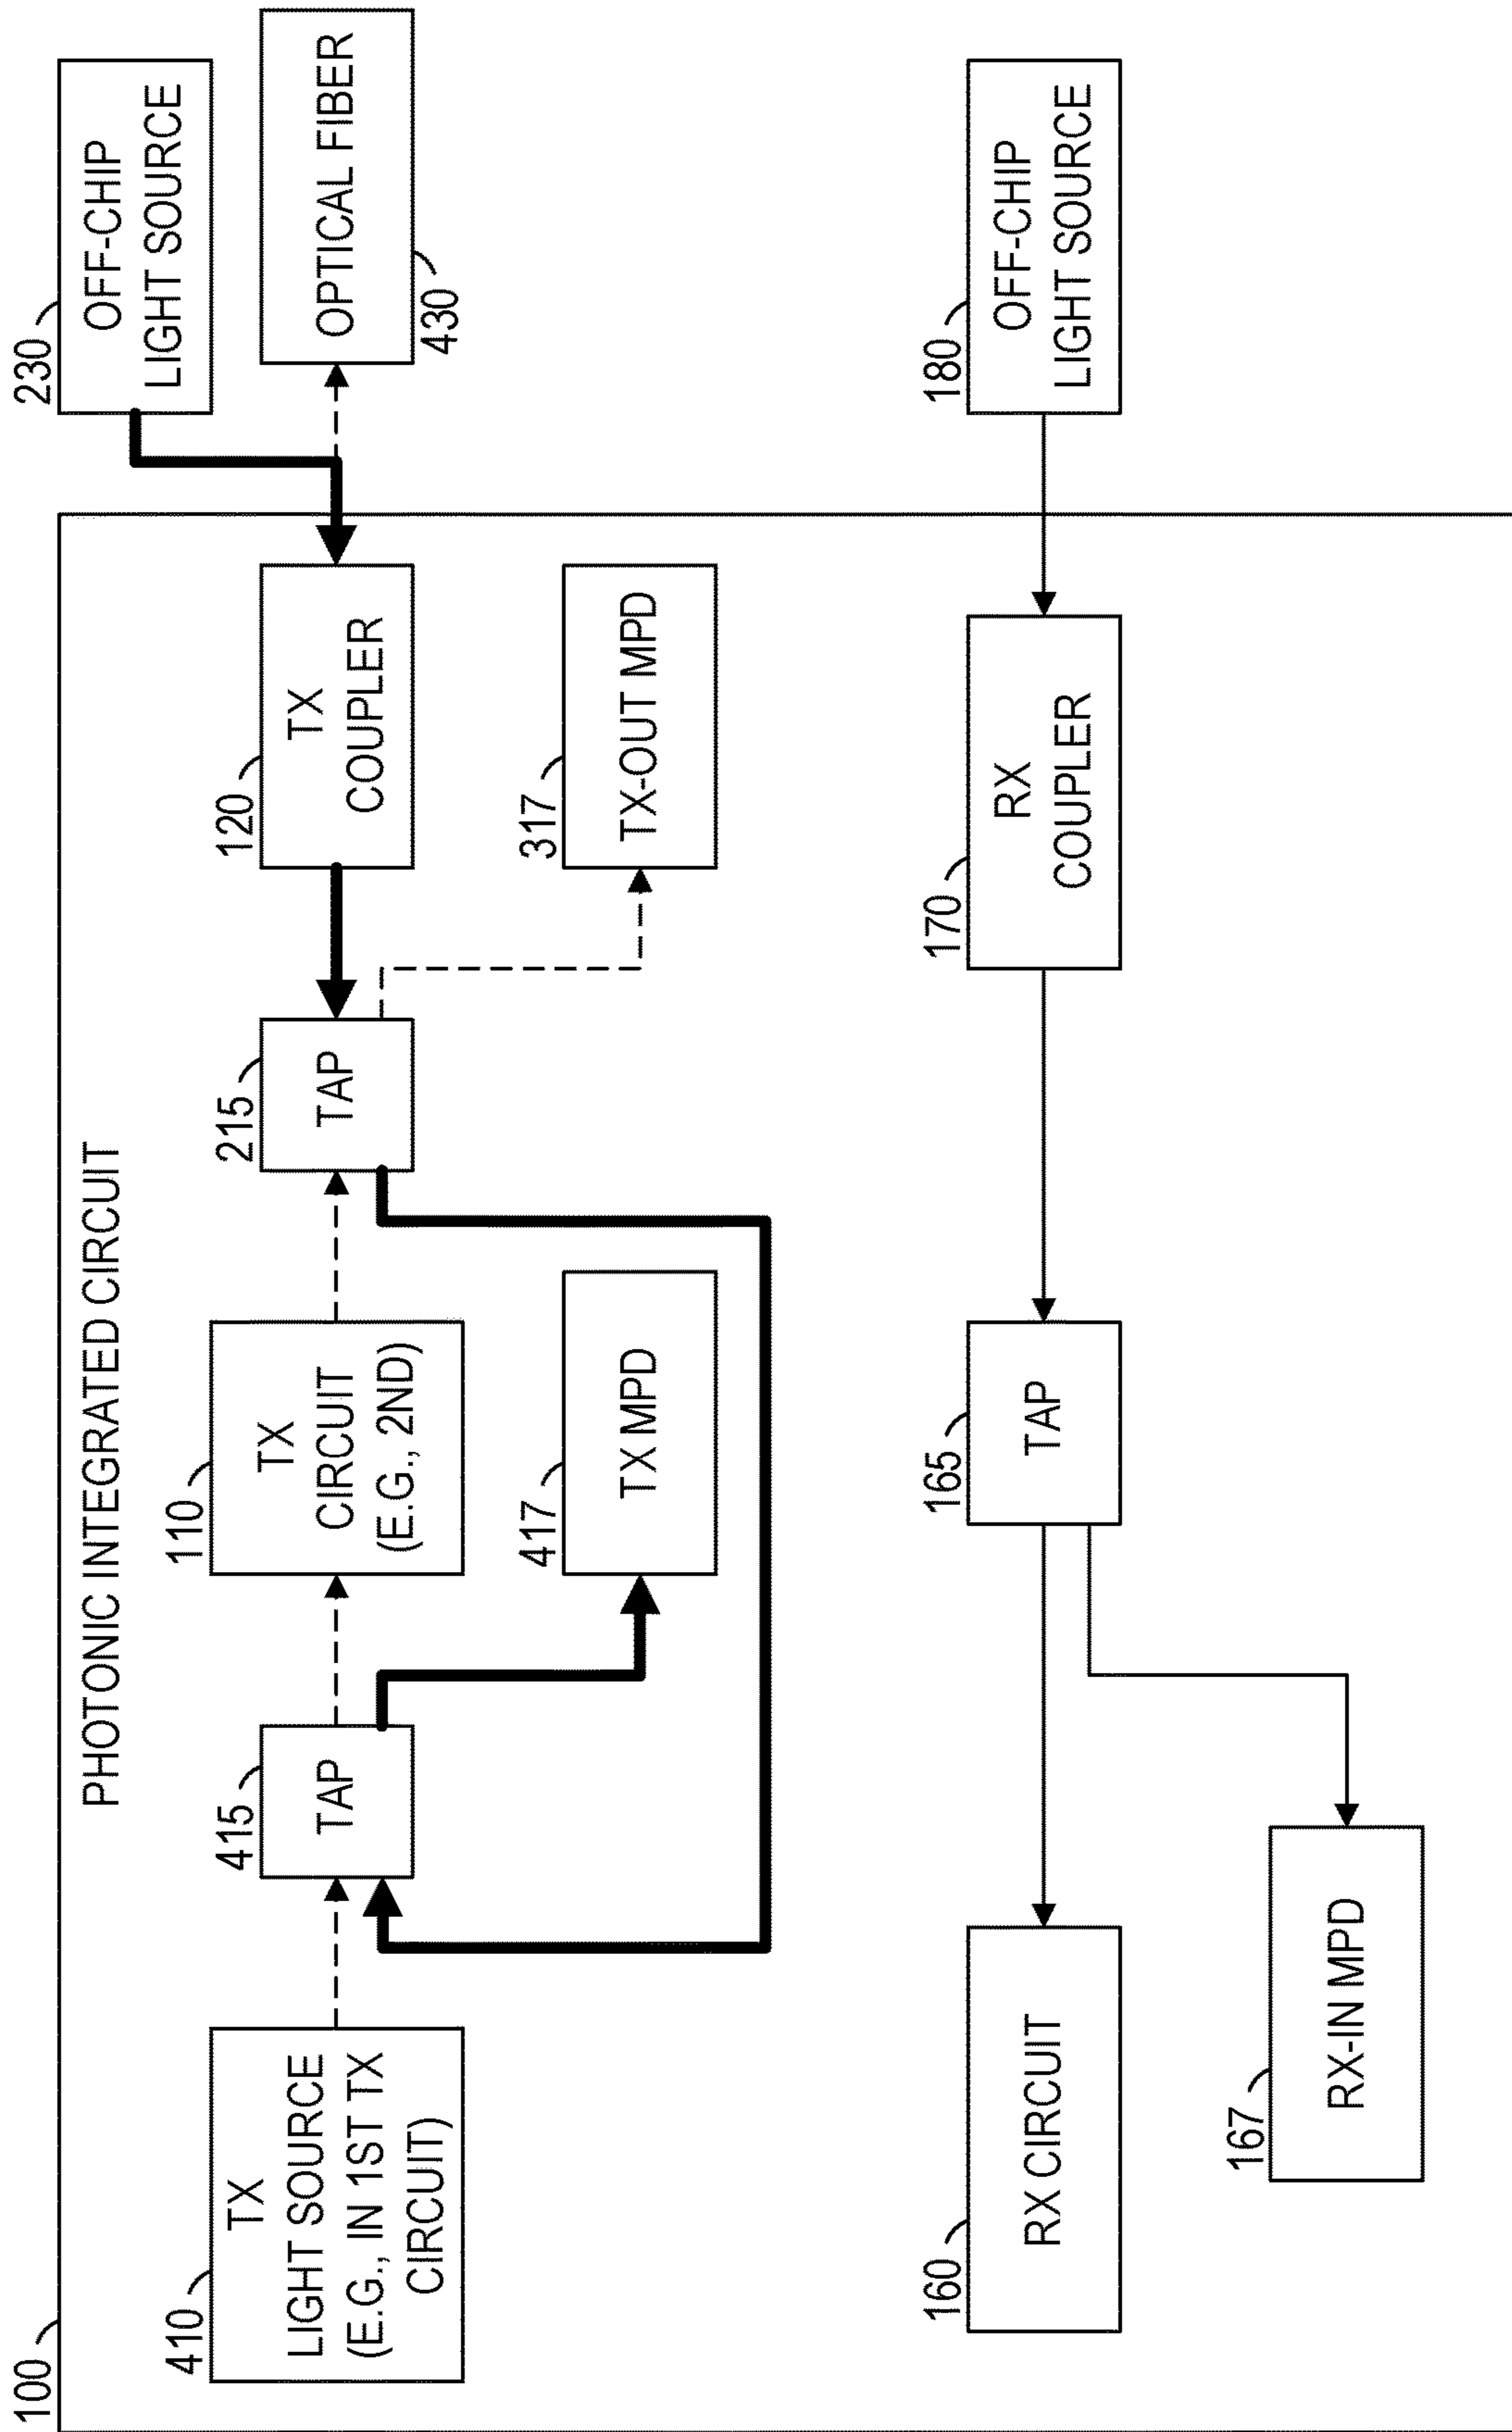 100
PHOTONIC INTEGRATED CIRCUIT
410
TX
LIGHT SOURCE
(E.G., IN 1ST TX
CIRCUIT)
415
TAP
110
TX
CIRCUIT
(E.G., 2ND)
215
TAP
120
TX
COUPLER
230
OFF-CHIP
LIGHT SOURCE
OPTICAL FIBER
430
417
TX MPD
317
TX-OUT MPD
160
RX CIRCUIT
165
TAP
170
RX
COUPLER
180
OFF-CHIP
LIGHT SOURCE
167
RX-IN MPD